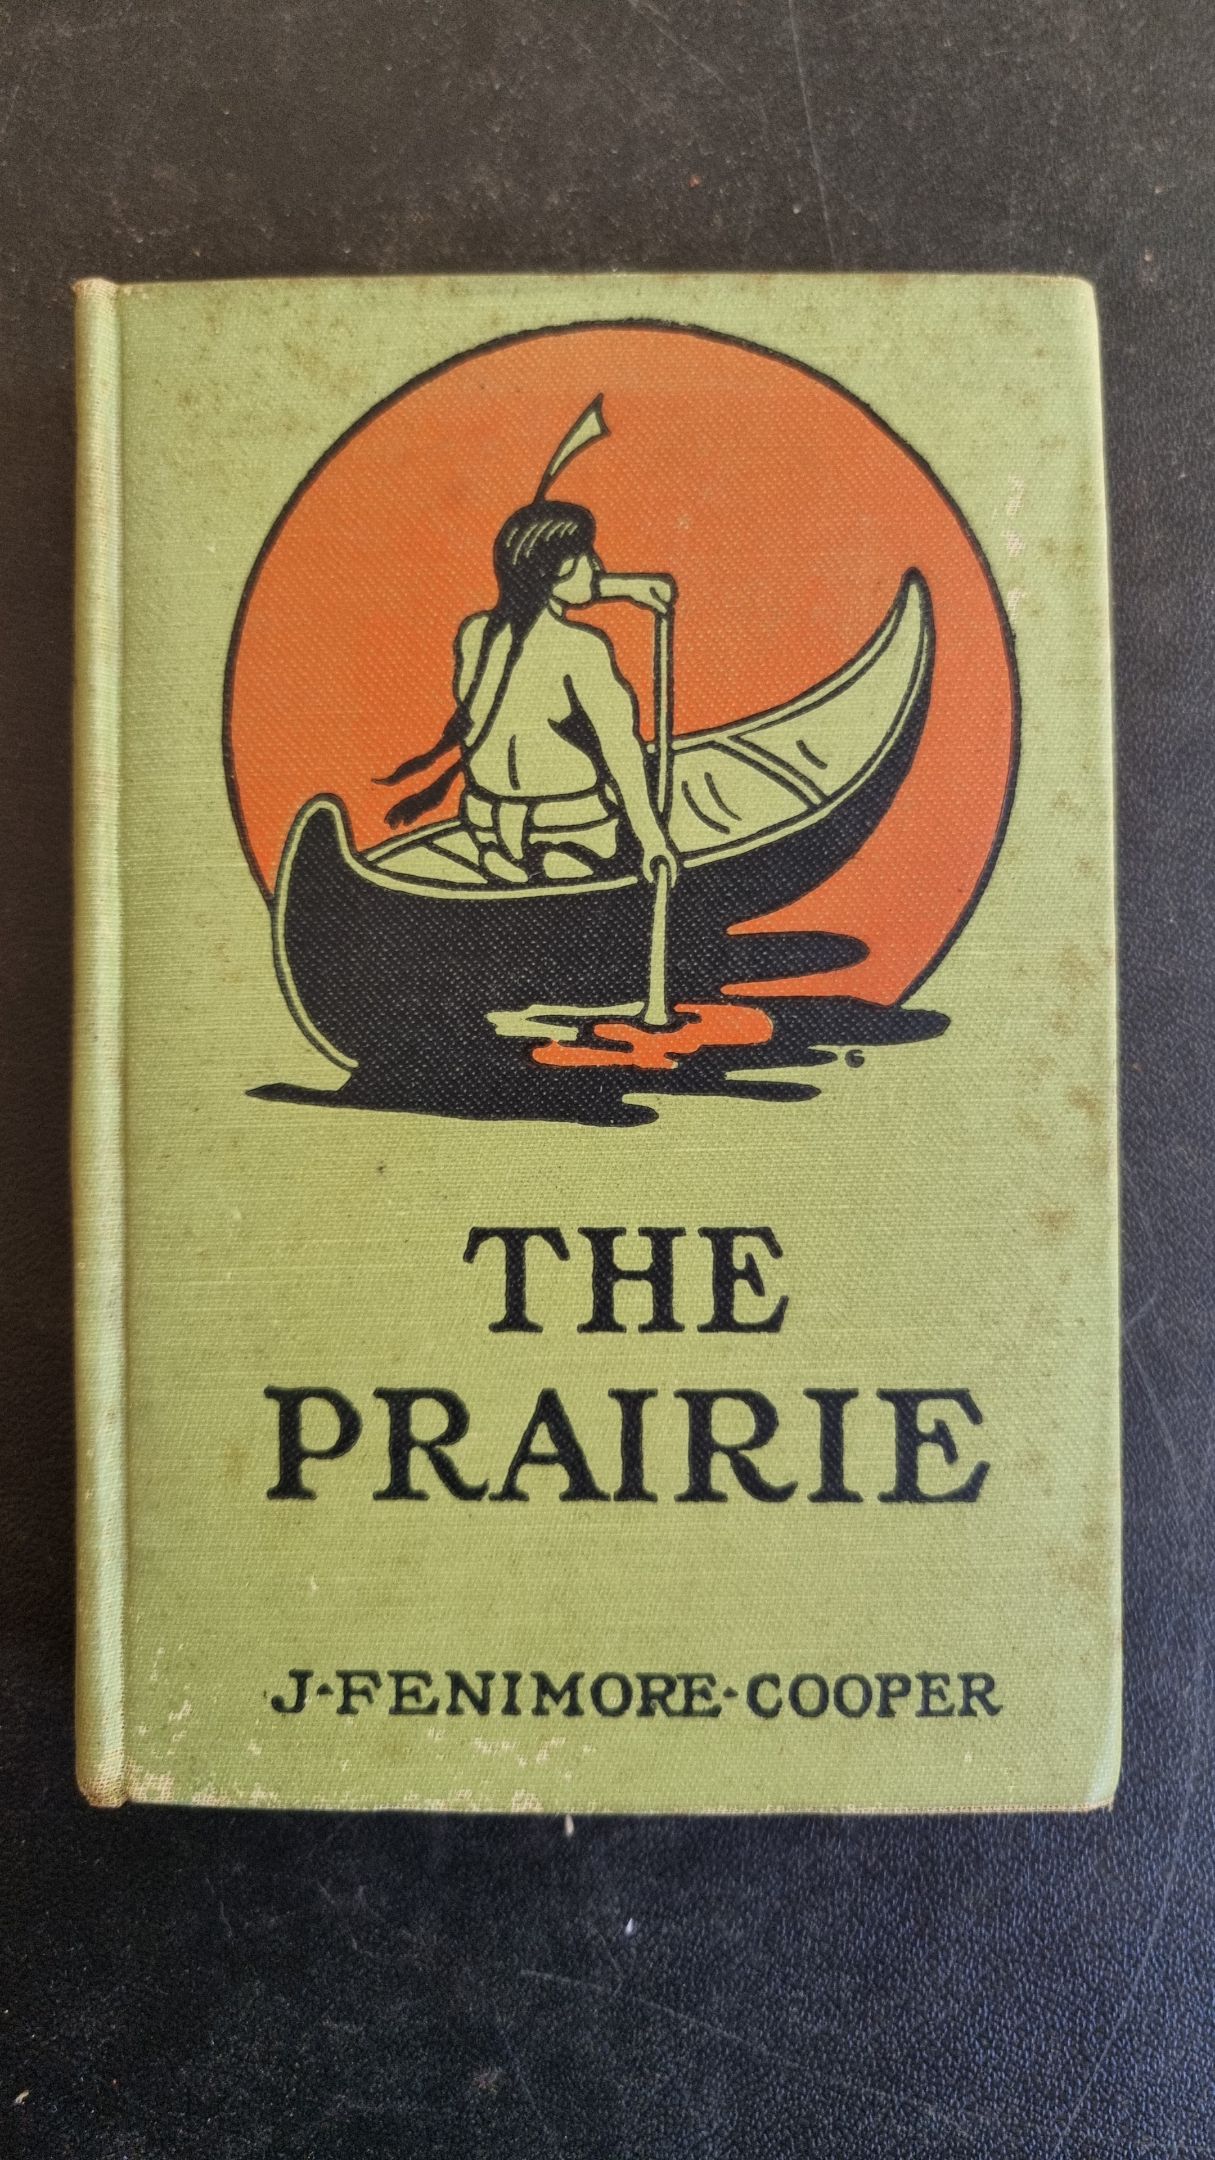 G
THE
PRAIRIE
J·FENIMORE·COOPER